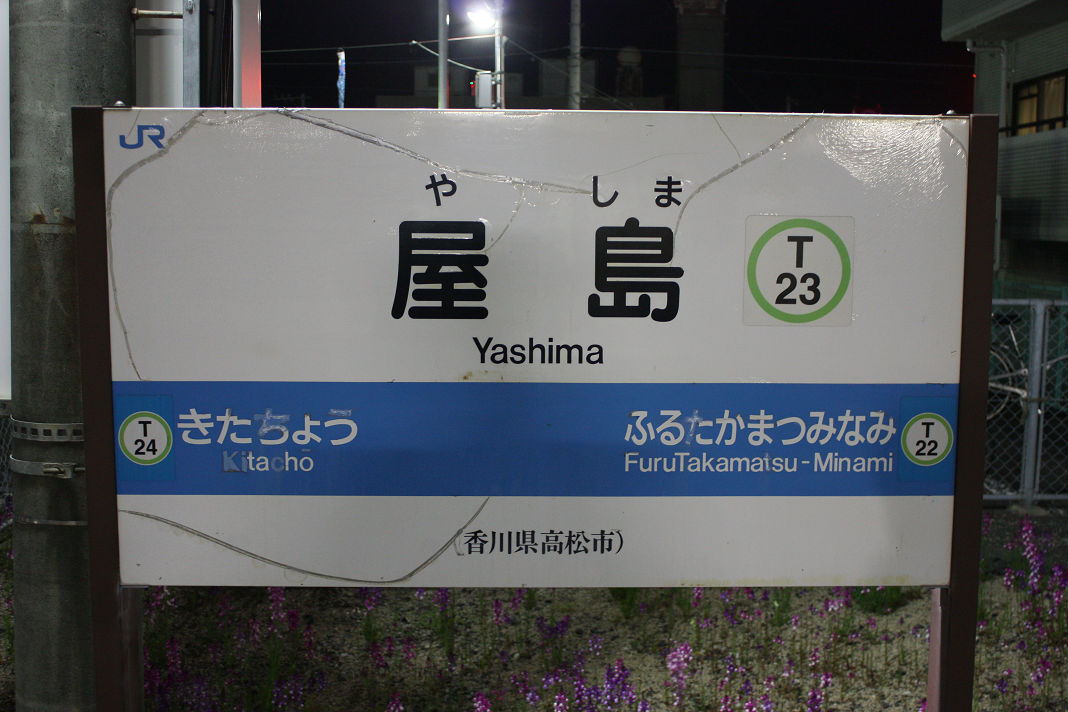 JR
や しま
屋 島
T
23
Yashima
T
24
きたちょう
Kitachō
ふるたかまつみなみ
FuruTakamatsu-Minami
T
22
(香川県高松市)